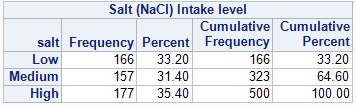 Salt (NaCl) Intake level
Cumulative Cumulative
salt Frequency Percent Frequency Percent
Low 166 33.20 166 33.20
Medium 157 31.40 323 64.60
High 177 35.40 500 100.00